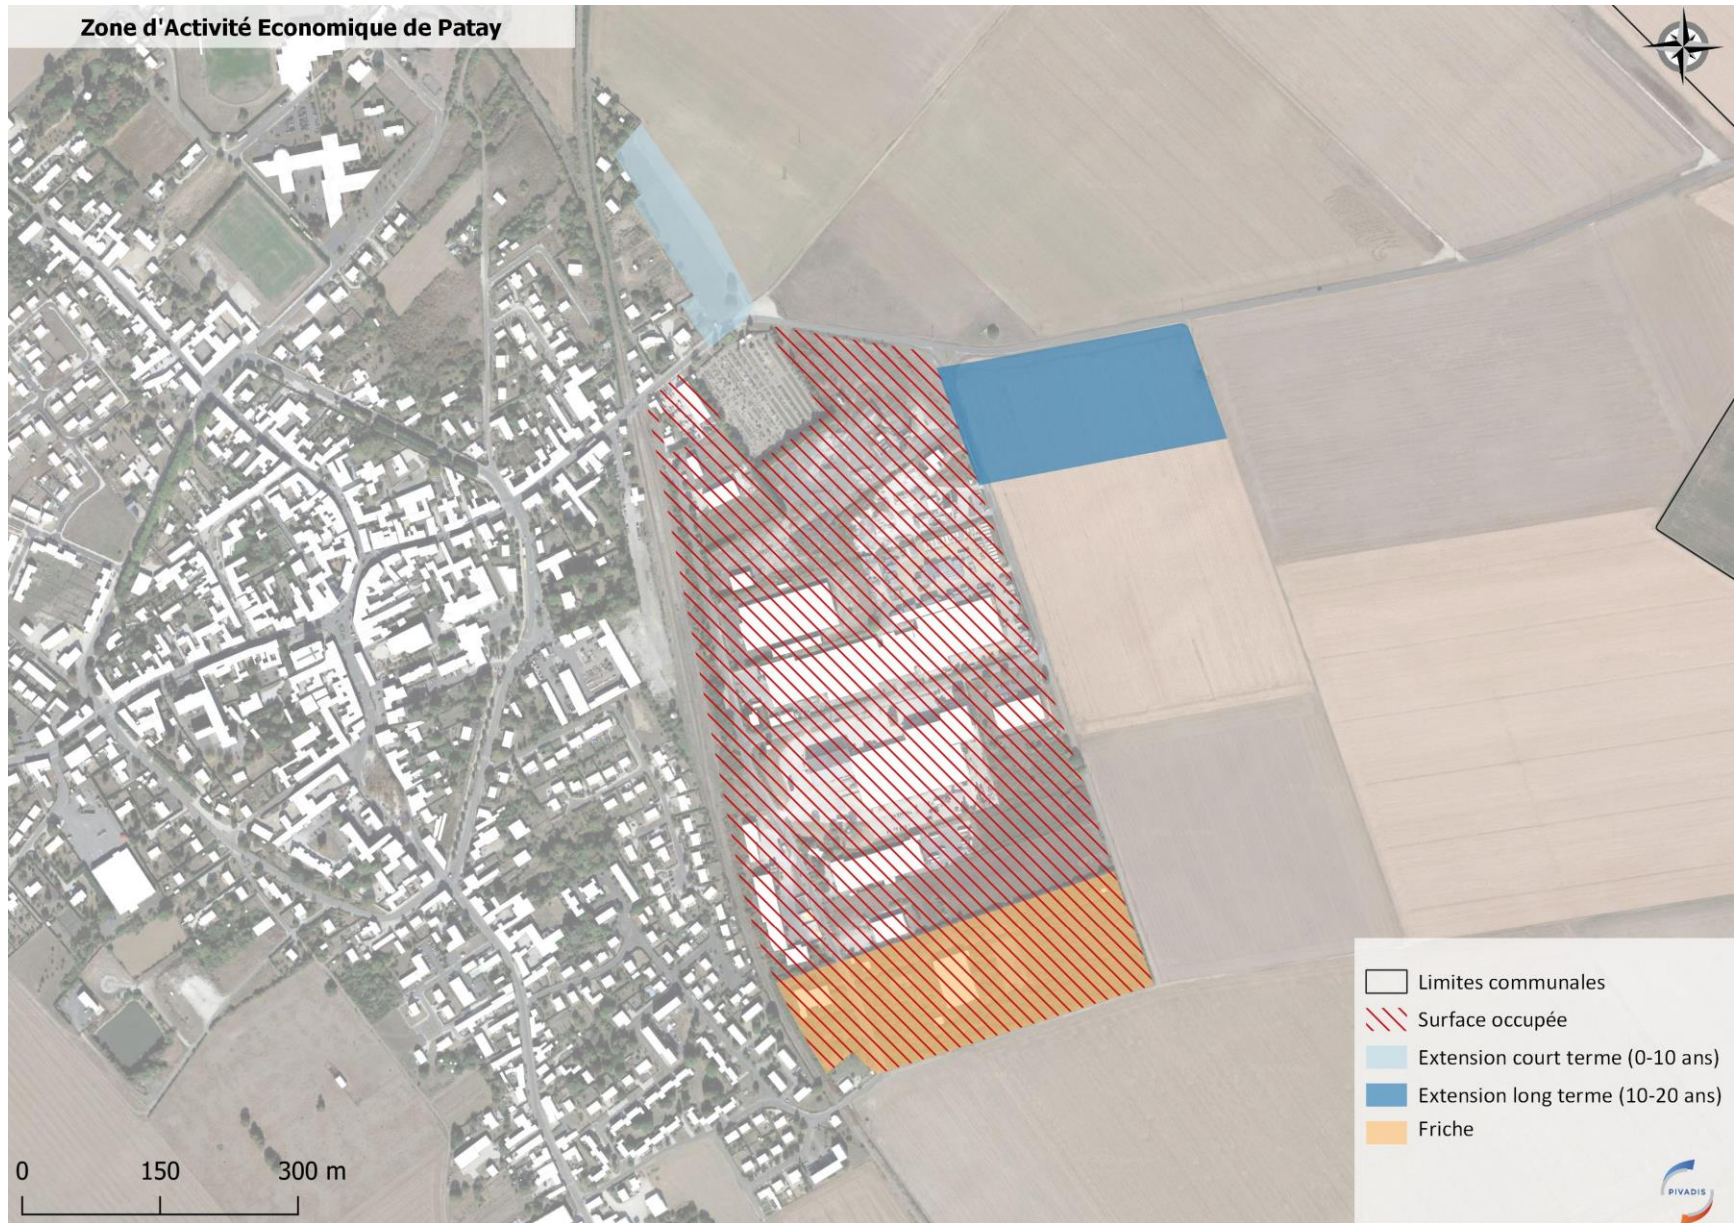 Zone d'Activité Economique de Patay
Limites communales
Surface occupée
Extension court terme (0-10 ans)
Extension long terme (10-20 ans)
Friche
0 150 300 m
PIVADIS